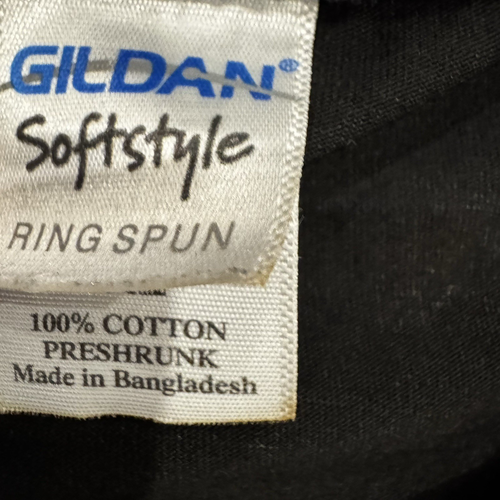 GILDAN®
Softstyle
RING SPUN
100% COTTON
PRESHRUNK
Made in Bangladesh